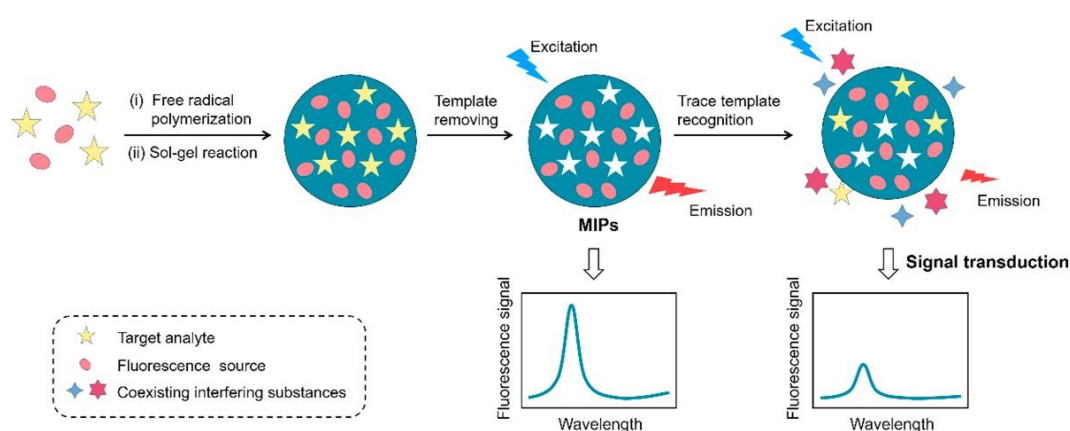 (i) Free radical
polymerization
(ii) Sol-gel reaction
Template
removing
Excitation
Emission
MIPs
Trace template
recognition
Excitation
Emission
Signal transduction
Fluorescence signal
Wavelength
Fluorescence signal
Wavelength
Target analyte
Fluorescence source
Coexisting interfering substances